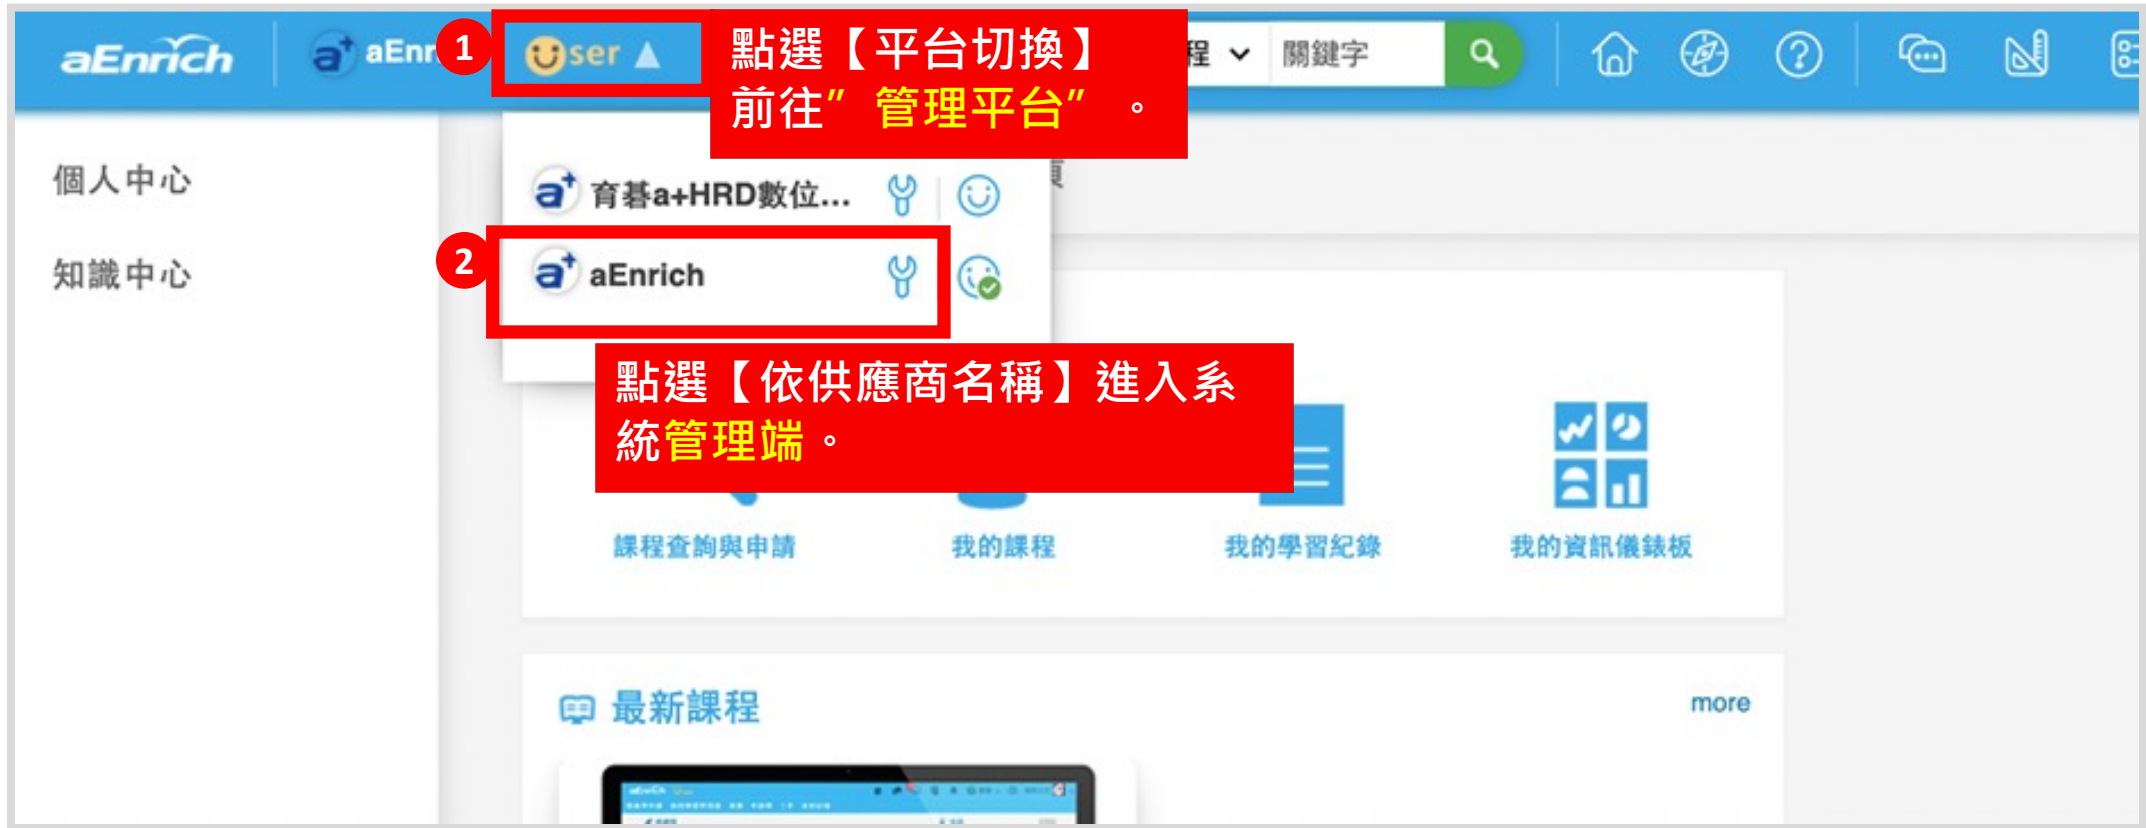 aEnrich
aEnr
1
User
點選【平台切換】
前往”管理平台”。
程
關鍵字
個人中心
知識中心
育碁a+HRD數位...
2
aEnrich
點選【依供應商名稱】進入系
統管理端。
課程查詢與申請
我的課程
我的學習紀錄
我的資訊儀錶板
最新課程
more